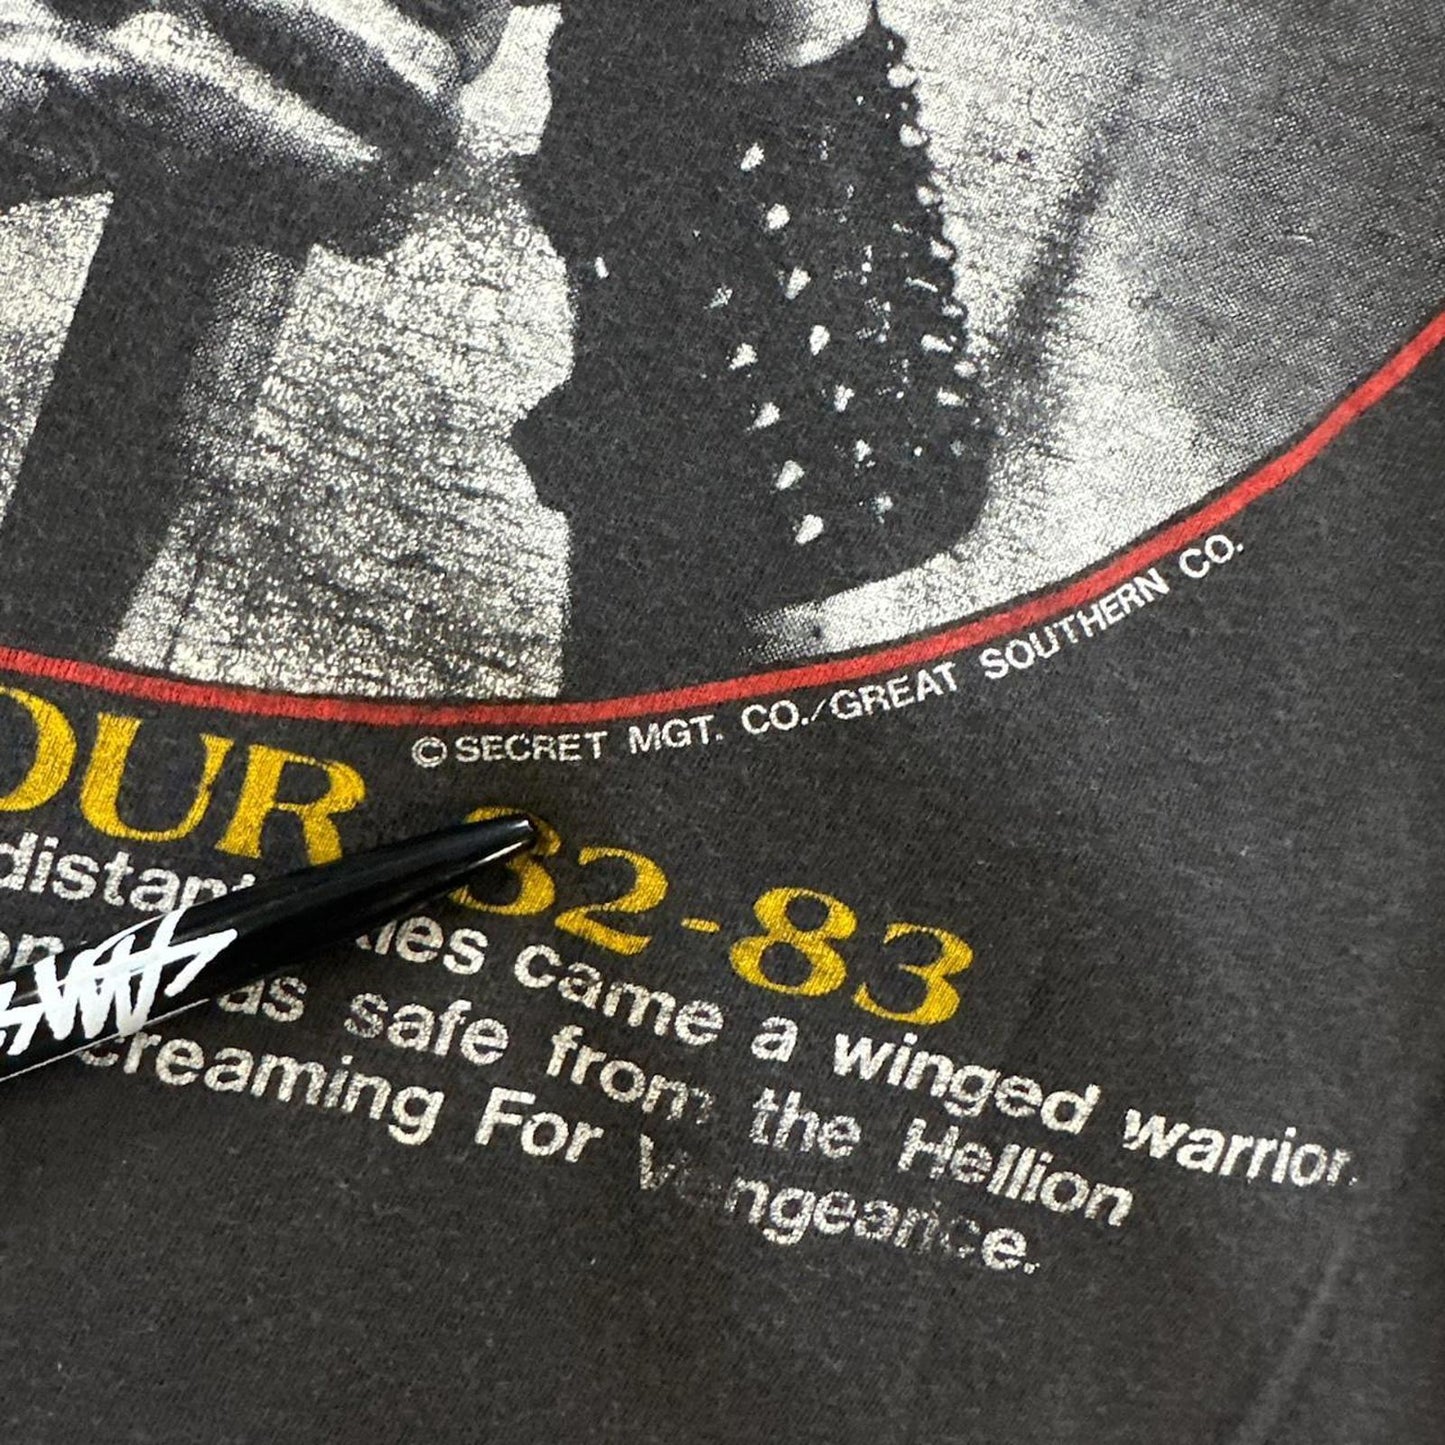 © SECRET MGT. CO./GREAT SOUTHERN CO.
OUR 82-83
distant skies came a winged warrior.
as safe from the Hellion
creaming For Vengeance.